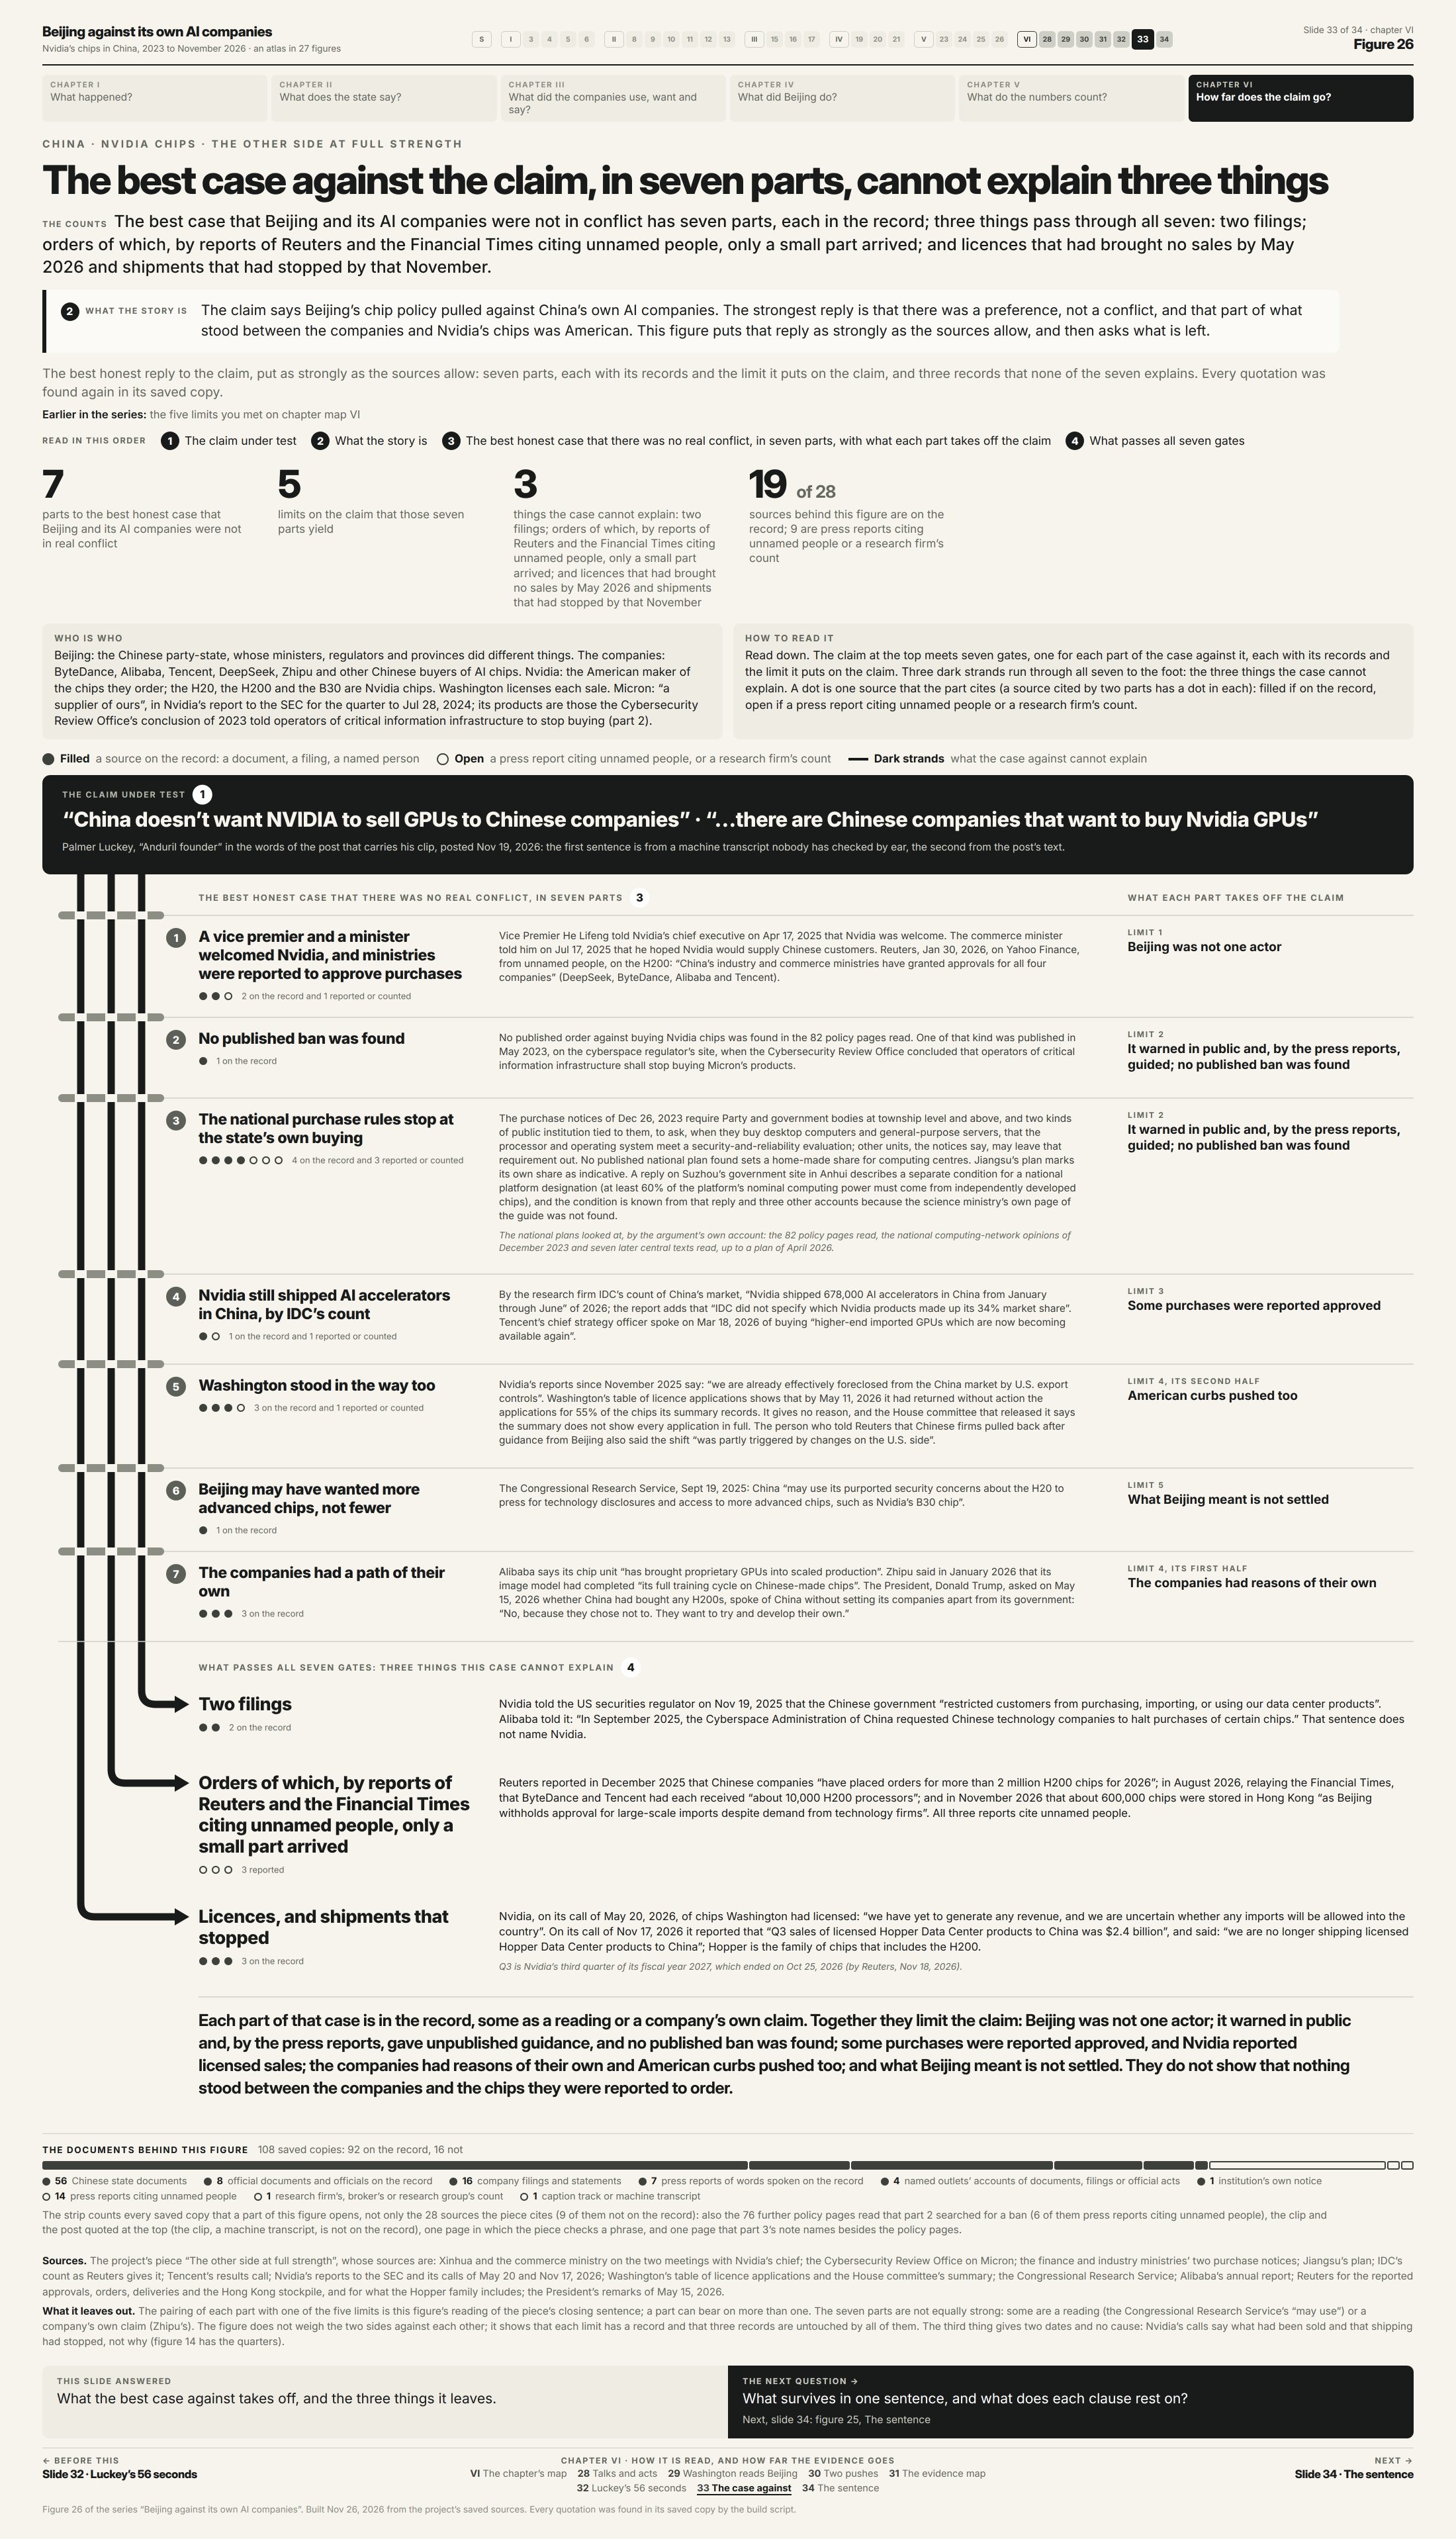 Beijing against its own AI companies
Nvidia's chips in China, 2023 to November 2026 · an atlas in 27 figures
S I 3 4 5 6 II 8 9 10 11 12 13 III 15 16 17 IV 19 20 21 V 23 24 25 26 VI 28 29 30 31 32 33 34
Slide 33 of 34 · chapter VI
Figure 26
CHAPTER I
What happened?
CHAPTER II
What does the state say?
CHAPTER III
What did the companies use, want and
say?
CHAPTER IV
What did Beijing do?
CHAPTER V
What do the numbers count?
CHAPTER VI
How far does the claim go?
CHINA · NVIDIA CHIPS · THE OTHER SIDE AT FULL STRENGTH
The best case against the claim, in seven parts, cannot explain three things
THE COUNTS The best case that Beijing and its AI companies were not in conflict has seven parts, each in the record; three things pass through all seven: two filings;
orders of which, by reports of Reuters and the Financial Times citing unnamed people, only a small part arrived; and licences that had brought no sales by May
2026 and shipments that had stopped by that November.
2 WHAT THE STORY IS The claim says Beijing's chip policy pulled against China's own AI companies. The strongest reply is that there was a preference, not a conflict, and that part of what
stood between the companies and Nvidia's chips was American. This figure puts that reply as strongly as the sources allow, and then asks what is left.
The best honest reply to the claim, put as strongly as the sources allow: seven parts, each with its records and the limit it puts on the claim, and three records that none of the seven explains. Every quotation was
found again in its saved copy.
Earlier in the series: the five limits you met on chapter map VI
READ IN THIS ORDER 1 The claim under test 2 What the story is 3 The best honest case that there was no real conflict, in seven parts, with what each part takes off the claim 4 What passes all seven gates
7
parts to the best honest case that
Beijing and its AI companies were not
in real conflict
5
limits on the claim that those seven
parts yield
3
things the case cannot explain: two
filings; orders of which, by reports of
Reuters and the Financial Times citing
unnamed people, only a small part
arrived; and licences that had brought
no sales by May 2026 and shipments
that had stopped by that November
19 of 28
sources behind this figure are on the
record; 9 are press reports citing
unnamed people or a research firm's
count
WHO IS WHO
Beijing: the Chinese party-state, whose ministers, regulators and provinces did different things. The companies:
ByteDance, Alibaba, Tencent, DeepSeek, Zhipu and other Chinese buyers of AI chips. Nvidia: the American maker of
the chips they order; the H20, the H200 and the B30 are Nvidia chips. Washington licenses each sale. Micron: "a
supplier of ours", in Nvidia's report to the SEC for the quarter to Jul 28, 2024; its products are those the Cybersecurity
Review Office's conclusion of 2023 told operators of critical information infrastructure to stop buying (part 2).
HOW TO READ IT
Read down. The claim at the top meets seven gates, one for each part of the case against it, each with its records and
the limit it puts on the claim. Three dark strands run through all seven to the foot: the three things the case cannot
explain. A dot is one source that the part cites (a source cited by two parts has a dot in each): filled if on the record,
open if a press report citing unnamed people or a research firm's count.
Filled a source on the record: a document, a filing, a named person Open a press report citing unnamed people, or a research firm's count Dark strands what the case against cannot explain
THE CLAIM UNDER TEST 1
"China doesn't want NVIDIA to sell GPUs to Chinese companies" · "…there are Chinese companies that want to buy Nvidia GPUs"
Palmer Luckey, "Anduril founder" in the words of the post that carries his clip, posted Nov 19, 2026: the first sentence is from a machine transcript nobody has checked by ear, the second from the post's text.
THE BEST HONEST CASE THAT THERE WAS NO REAL CONFLICT, IN SEVEN PARTS 3
WHAT EACH PART TAKES OFF THE CLAIM
1 A vice premier and a minister
welcomed Nvidia, and ministries
were reported to approve purchases
2 on the record and 1 reported or counted
Vice Premier He Lifeng told Nvidia's chief executive on Apr 17, 2025 that Nvidia was welcome. The commerce minister
told him on Jul 17, 2025 that he hoped Nvidia would supply Chinese customers. Reuters, Jan 30, 2026, on Yahoo Finance,
from unnamed people, on the H200: "China's industry and commerce ministries have granted approvals for all four
companies" (DeepSeek, ByteDance, Alibaba and Tencent).
LIMIT 1
Beijing was not one actor
2 No published ban was found
1 on the record
No published order against buying Nvidia chips was found in the 82 policy pages read. One of that kind was published in
May 2023, on the cyberspace regulator's site, when the Cybersecurity Review Office concluded that operators of critical
information infrastructure shall stop buying Micron's products.
LIMIT 2
It warned in public and, by the press reports,
guided; no published ban was found
3 The national purchase rules stop at
the state's own buying
4 on the record and 3 reported or counted
The purchase notices of Dec 26, 2023 require Party and government bodies at township level and above, and two kinds
of public institution tied to them, to ask, when they buy desktop computers and general-purpose servers, that the
processor and operating system meet a security-and-reliability evaluation; other units, the notices say, may leave that
requirement out. No published national plan found sets a home-made share for computing centres. Jiangsu's plan marks
its own share as indicative. A reply on Suzhou's government site in Anhui describes a separate condition for a national
platform designation (at least 60% of the platform's nominal computing power must come from independently developed
chips), and the condition is known from that reply and three other accounts because the science ministry's own page of
the guide was not found.
The national plans looked at, by the argument's own account: the 82 policy pages read, the national computing-network opinions of
December 2023 and seven later central texts read, up to a plan of April 2026.
LIMIT 2
It warned in public and, by the press reports,
guided; no published ban was found
4 Nvidia still shipped AI accelerators
in China, by IDC's count
1 on the record and 1 reported or counted
By the research firm IDC's count of China's market, "Nvidia shipped 678,000 AI accelerators in China from January
through June" of 2026; the report adds that "IDC did not specify which Nvidia products made up its 34% market share".
Tencent's chief strategy officer spoke on Mar 18, 2026 of buying "higher-end imported GPUs which are now becoming
available again".
LIMIT 3
Some purchases were reported approved
5 Washington stood in the way too
3 on the record and 1 reported or counted
Nvidia's reports since November 2025 say: "we are already effectively foreclosed from the China market by U.S. export
controls". Washington's table of licence applications shows that by May 11, 2026 it had returned without action the
applications for 55% of the chips its summary records. It gives no reason, and the House committee that released it says
the summary does not show every application in full. The person who told Reuters that Chinese firms pulled back after
guidance from Beijing also said the shift "was partly triggered by changes on the U.S. side".
LIMIT 4, ITS SECOND HALF
American curbs pushed too
6 Beijing may have wanted more
advanced chips, not fewer
1 on the record
The Congressional Research Service, Sept 19, 2025: China "may use its purported security concerns about the H20 to
press for technology disclosures and access to more advanced chips, such as Nvidia's B30 chip".
LIMIT 5
What Beijing meant is not settled
7 The companies had a path of their
own
3 on the record
Alibaba says its chip unit "has brought proprietary GPUs into scaled production". Zhipu said in January 2026 that its
image model had completed "its full training cycle on Chinese-made chips". The President, Donald Trump, asked on May
15, 2026 whether China had bought any H200s, spoke of China without setting its companies apart from its government:
"No, because they chose not to. They want to try and develop their own."
LIMIT 4, ITS FIRST HALF
The companies had reasons of their own
WHAT PASSES ALL SEVEN GATES: THREE THINGS THIS CASE CANNOT EXPLAIN 4
Two filings
2 on the record
Nvidia told the US securities regulator on Nov 19, 2025 that the Chinese government "restricted customers from purchasing, importing, or using our data center products".
Alibaba told it: "In September 2025, the Cyberspace Administration of China requested Chinese technology companies to halt purchases of certain chips." That sentence does
not name Nvidia.
Orders of which, by reports of
Reuters and the Financial Times
citing unnamed people, only a
small part arrived
3 reported
Reuters reported in December 2025 that Chinese companies "have placed orders for more than 2 million H200 chips for 2026"; in August 2026, relaying the Financial Times,
that ByteDance and Tencent had each received "about 10,000 H200 processors"; and in November 2026 that about 600,000 chips were stored in Hong Kong "as Beijing
withholds approval for large-scale imports despite demand from technology firms". All three reports cite unnamed people.
Licences, and shipments that
stopped
3 on the record
Nvidia, on its call of May 20, 2026, of chips Washington had licensed: "we have yet to generate any revenue, and we are uncertain whether any imports will be allowed into the
country". On its call of Nov 17, 2026 it reported that "Q3 sales of licensed Hopper Data Center products to China was $2.4 billion", and said: "we are no longer shipping licensed
Hopper Data Center products to China"; Hopper is the family of chips that includes the H200.
Q3 is Nvidia's third quarter of its fiscal year 2027, which ended on Oct 25, 2026 (by Reuters, Nov 18, 2026).
Each part of that case is in the record, some as a reading or a company's own claim. Together they limit the claim: Beijing was not one actor; it warned in public
and, by the press reports, gave unpublished guidance, and no published ban was found; some purchases were reported approved, and Nvidia reported
licensed sales; the companies had reasons of their own and American curbs pushed too; and what Beijing meant is not settled. They do not show that nothing
stood between the companies and the chips they were reported to order.
THE DOCUMENTS BEHIND THIS FIGURE 108 saved copies: 92 on the record, 16 not
56 Chinese state documents 8 official documents and officials on the record 16 company filings and statements 7 press reports of words spoken on the record 4 named outlets' accounts of documents, filings or official acts 1 institution's own notice
14 press reports citing unnamed people 1 research firm's, broker's or research group's count 1 caption track or machine transcript
The strip counts every saved copy that a part of this figure opens, not only the 28 sources the piece cites (9 of them not on the record): also the 76 further policy pages read that part 2 searched for a ban (6 of them press reports citing unnamed people), the clip and
the post quoted at the top (the clip, a machine transcript, is not on the record), one page in which the piece checks a phrase, and one page that part 3's note names besides the policy pages.
Sources. The project's piece "The other side at full strength", whose sources are: Xinhua and the commerce ministry on the two meetings with Nvidia's chief; the Cybersecurity Review Office on Micron; the finance and industry ministries' two purchase notices; Jiangsu's plan; IDC's
count as Reuters gives it; Tencent's results call; Nvidia's reports to the SEC and its calls of May 20 and Nov 17, 2026; Washington's table of licence applications and the House committee's summary; the Congressional Research Service; Alibaba's annual report; Reuters for the reported
approvals, orders, deliveries and the Hong Kong stockpile, and for what the Hopper family includes; the President's remarks of May 15, 2026.
What it leaves out. The pairing of each part with one of the five limits is this figure's reading of the piece's closing sentence; a part can bear on more than one. The seven parts are not equally strong: some are a reading (the Congressional Research Service's "may use") or a
company's own claim (Zhipu's). The figure does not weigh the two sides against each other; it shows that each limit has a record and that three records are untouched by all of them. The third thing gives two dates and no cause: Nvidia's calls say what had been sold and that shipping
had stopped, not why (figure 14 has the quarters).
THIS SLIDE ANSWERED
What the best case against takes off, and the three things it leaves.
THE NEXT QUESTION →
What survives in one sentence, and what does each clause rest on?
Next, slide 34: figure 25, The sentence
← BEFORE THIS
Slide 32 · Luckey's 56 seconds
CHAPTER VI · HOW IT IS READ, AND HOW FAR THE EVIDENCE GOES
VI The chapter's map 28 Talks and acts 29 Washington reads Beijing 30 Two pushes 31 The evidence map
32 Luckey's 56 seconds 33 The case against 34 The sentence
NEXT →
Slide 34 · The sentence
Figure 26 of the series "Beijing against its own AI companies". Built Nov 26, 2026 from the project's saved sources. Every quotation was found in its saved copy by the build script.